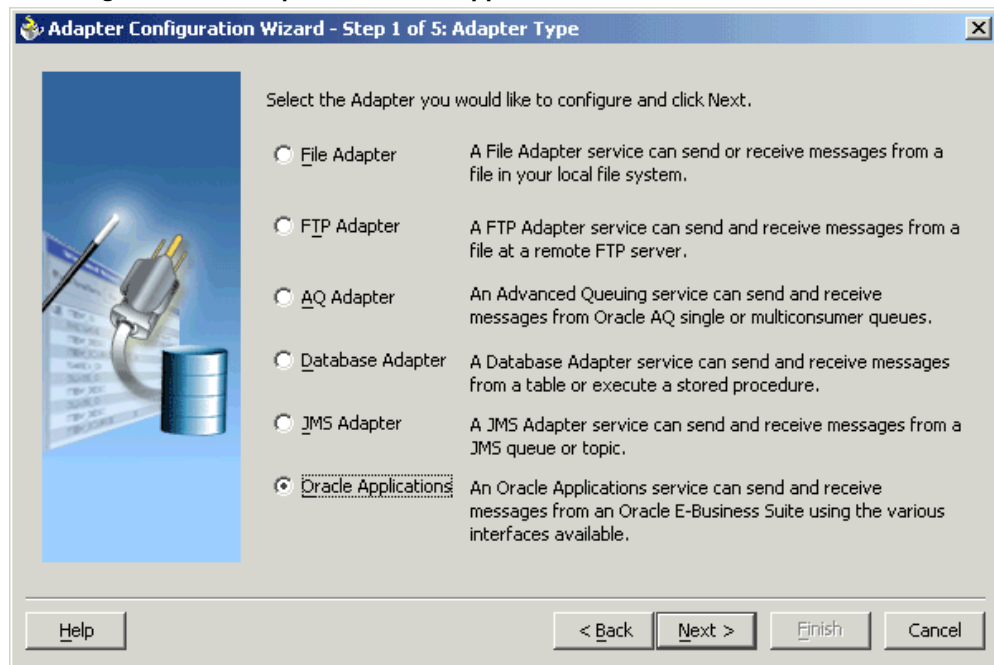 Adapter Configuration Wizard - Step 1 of 5: Adapter Type
Select the Adapter you would like to configure and click Next.
File Adapter
A File Adapter service can send or receive messages from a
file in your local file system.
FTP Adapter
A FTP Adapter service can send and receive messages from a
file at a remote FTP server.
AQ Adapter
An Advanced Queuing service can send and receive
messages from Oracle AQ single or multiconsumer queues.
Database Adapter
A Database Adapter service can send and receive messages
from a table or execute a stored procedure.
JMS Adapter
A JMS Adapter service can send and receive messages from a
JMS queue or topic.
Oracle Applications
An Oracle Applications service can send and receive
messages from an Oracle E-Business Suite using the various
interfaces available.
Help
< Back
Next >
Finish
Cancel